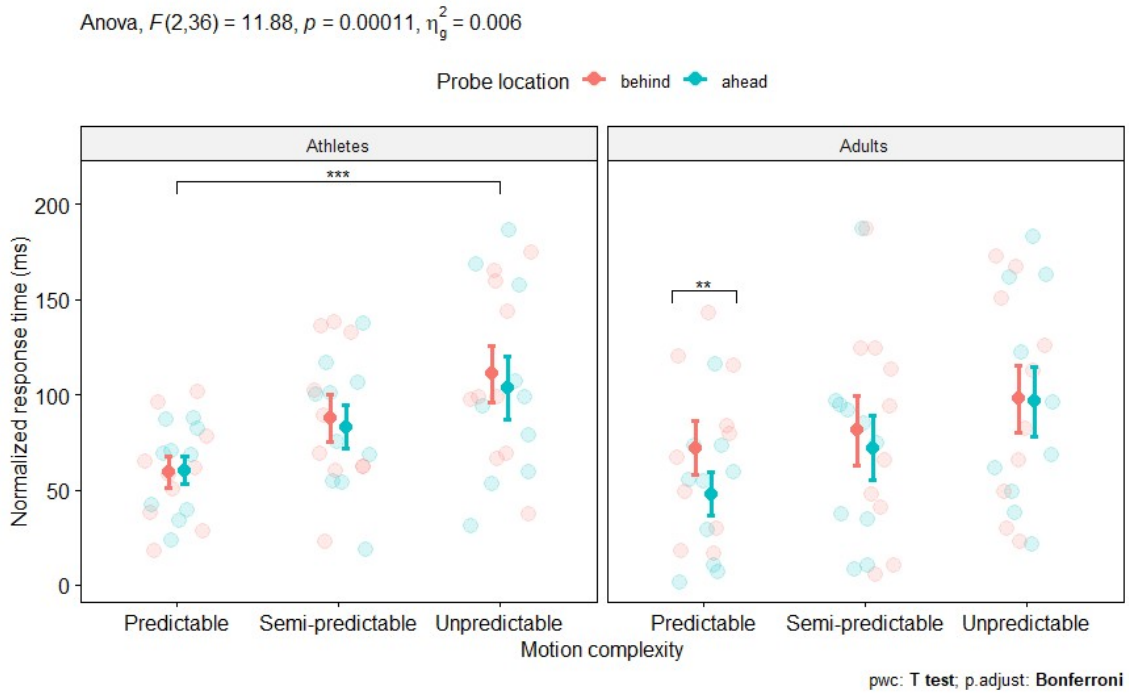 Anova, F(2,36) = 11.88, p = 0.00011, η²g = 0.006
Probe location behind ahead
Athletes Adults
***
**
Normalized response time (ms)
200
150
100
50
0
Predictable Semi-predictable Unpredictable Predictable Semi-predictable Unpredictable
Motion complexity
pwc: T test; p.adjust: Bonferroni